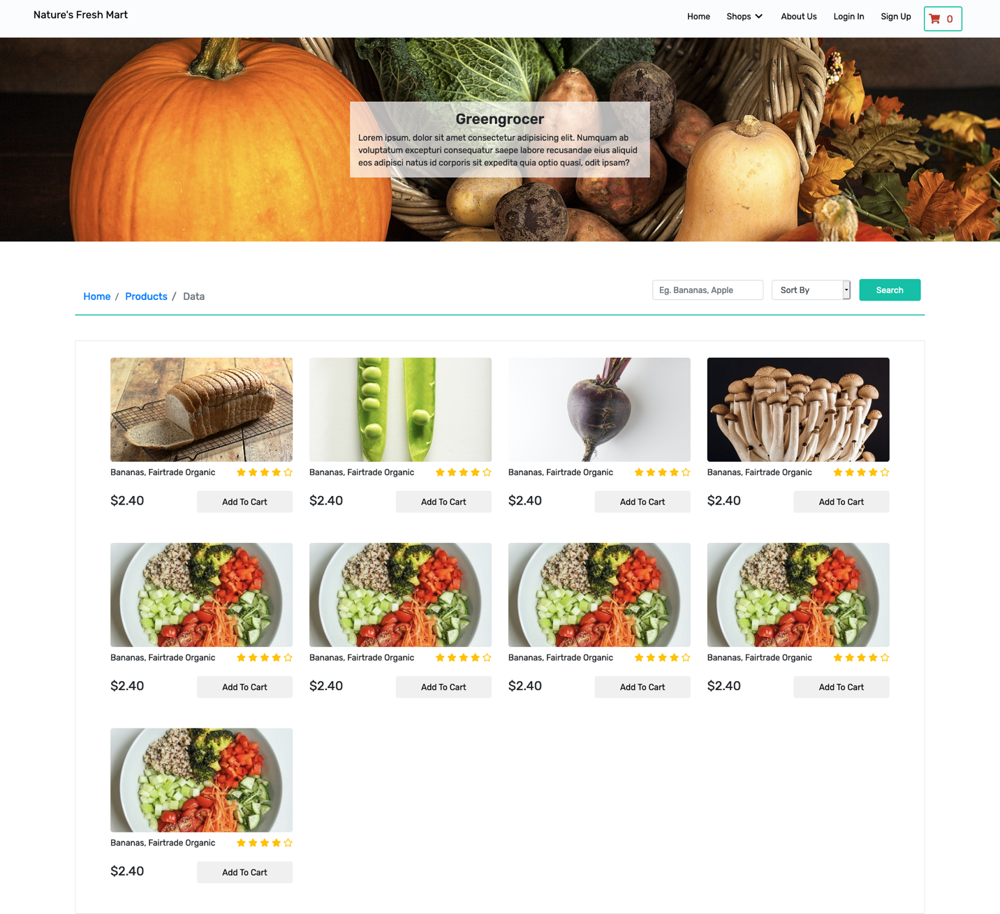 Nature's Fresh Mart
Home Shops About Us Login In Sign Up 0
Greengrocer
Lorem ipsum, dolor sit amet consectetur adipisicing elit. Numquam ab
voluptatum excepturi consequatur saepe labore recusandae eius aliquid
eos adipisci natus id corporis sit expedita quia optio quasi, odit ipsam?
Home / Products / Data
Eg. Bananas, Apple Sort By Search
Bananas, Fairtrade Organic
$2.40 Add To Cart
Bananas, Fairtrade Organic
$2.40 Add To Cart
Bananas, Fairtrade Organic
$2.40 Add To Cart
Bananas, Fairtrade Organic
$2.40 Add To Cart
Bananas, Fairtrade Organic
$2.40 Add To Cart
Bananas, Fairtrade Organic
$2.40 Add To Cart
Bananas, Fairtrade Organic
$2.40 Add To Cart
Bananas, Fairtrade Organic
$2.40 Add To Cart
Bananas, Fairtrade Organic
$2.40 Add To Cart